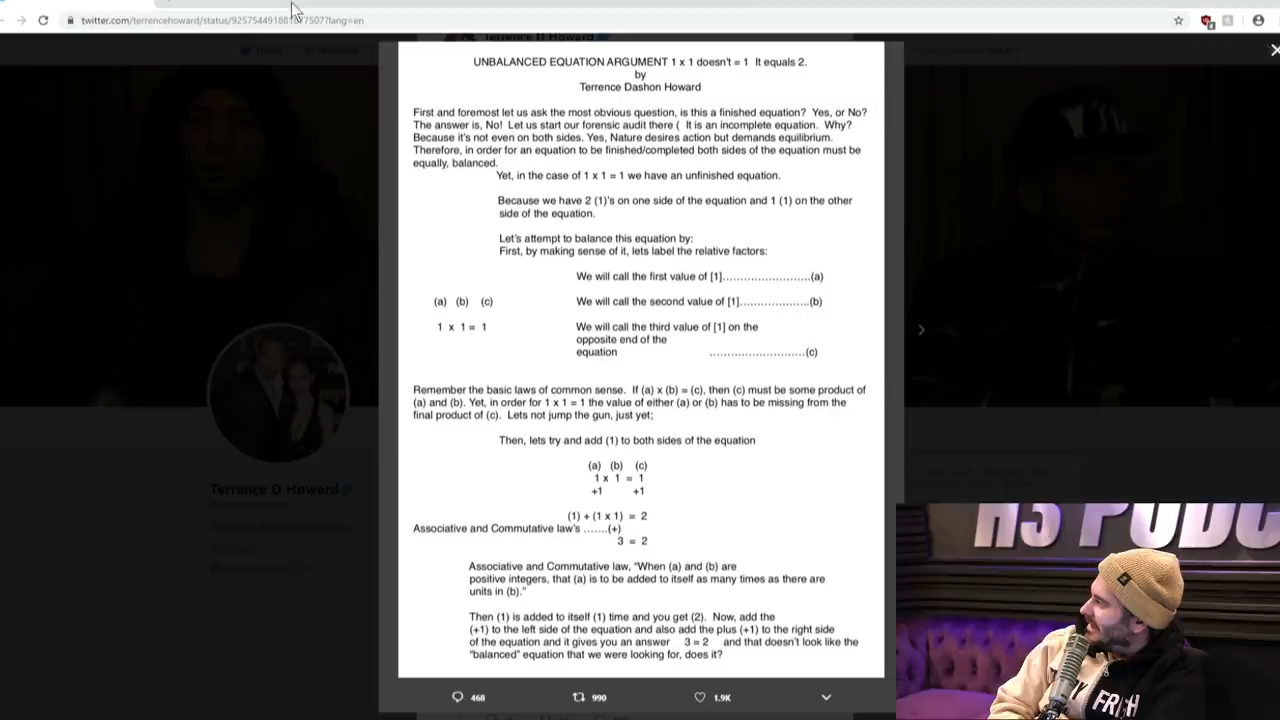 twitter.com/terrencehoward/status/92575449188
7507?lang=en
Terrence D Howard
UNBALANCED EQUATION ARGUMENT 1 x 1 doesn't = 1 It equals 2.
by
Terrence Dashon Howard
First and foremost let us ask the most obvious question, is this a finished equation? Yes, or No?
The answer is, No! Let us start our forensic audit there ( It is an incomplete equation. Why?
Because it's not even on both sides. Yes, Nature desires action but demands equilibrium.
Therefore, in order for an equation to be finished/completed both sides of the equation must be
equally, balanced.
Yet, in the case of 1 x 1 = 1 we have an unfinished equation.
Because we have 2 (1)'s on one side of the equation and 1 (1) on the other
side of the equation.
Let's attempt to balance this equation by:
First, by making sense of it, lets label the relative factors:
We will call the first value of [1]..........................(a)
(a) (b) (c)
We will call the second value of [1]....................(b)
1 x 1 = 1
We will call the third value of [1] on the
opposite end of the
equation ...........................(c)
Remember the basic laws of common sense. If (a) x (b) = (c), then (c) must be some product of
(a) and (b). Yet, in order for 1 x 1 = 1 the value of either (a) or (b) has to be missing from the
final product of (c). Lets not jump the gun, just yet;
Then, lets try and add (1) to both sides of the equation
(a) (b) (c)
1 x 1 = 1
+1 +1
(1) + (1 x 1) = 2
Associative and Commutative law's .......(+)
3 = 2
Associative and Commutative law, "When (a) and (b) are
positive integers, that (a) is to be added to itself as many times as there are
units in (b)."
Then (1) is added to itself (1) time and you get (2). Now, add the
(+1) to the left side of the equation and also add the plus (+1) to the right side
of the equation and it gives you an answer 3 = 2 and that doesn't look like the
"balanced" equation that we were looking for, does it?
Terrence D Howard
468 990 1.9K
H3 PODC
FRESH